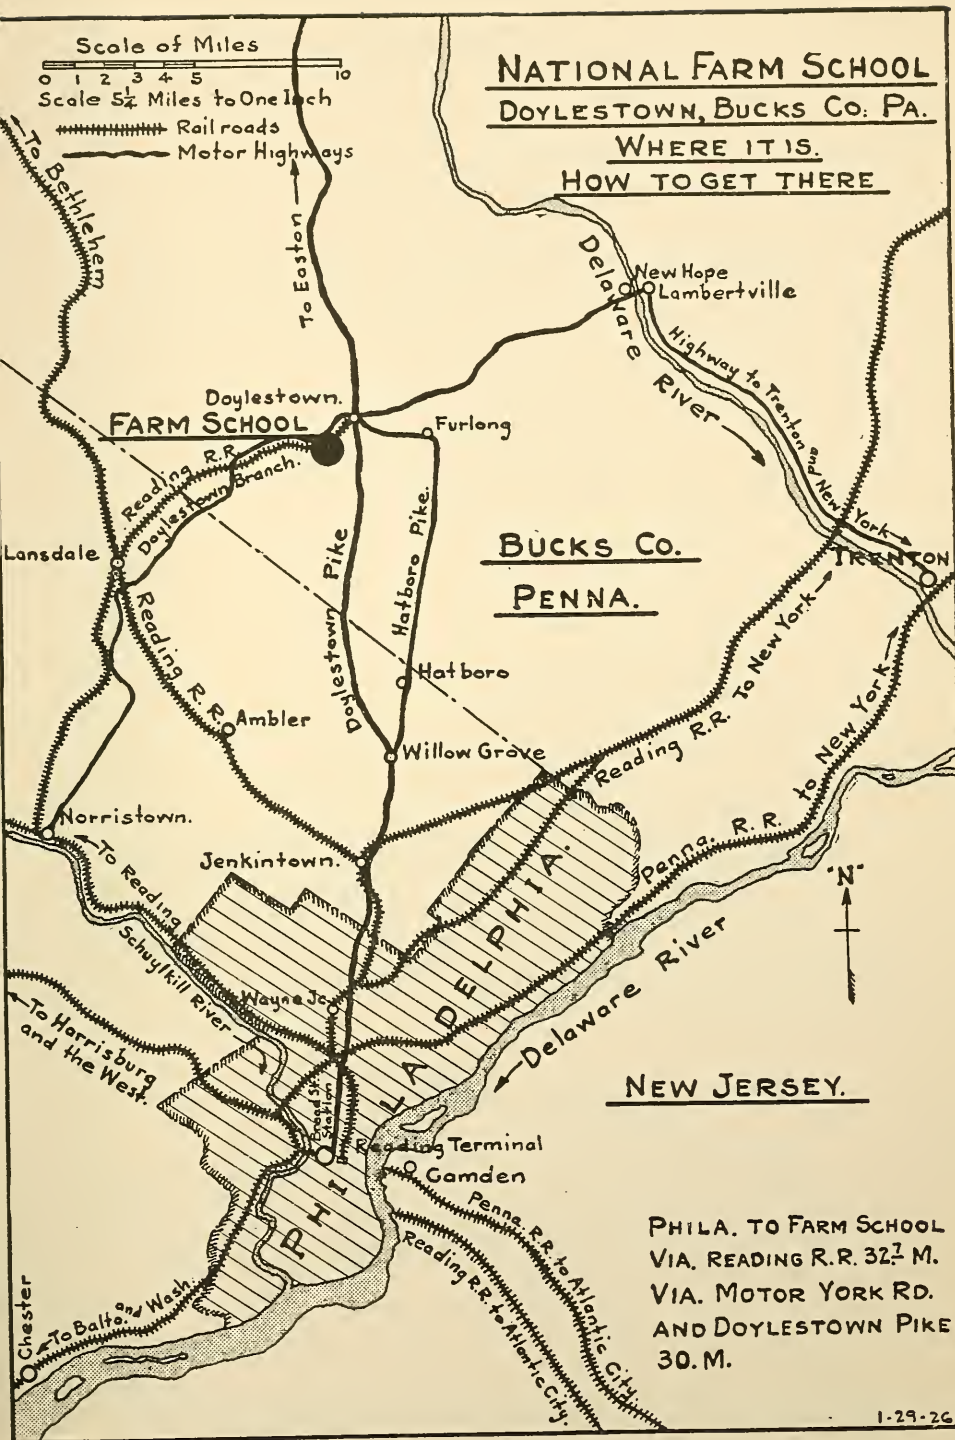 Scale of Miles
0 1 2 3 4 5 10
Scale 5¼ Miles to One Inch
Railroads
Motor Highways
NATIONAL FARM SCHOOL
DOYLESTOWN, BUCKS CO: PA.
WHERE IT IS.
HOW TO GET THERE
To Bethlehem
To Easton
Delaware River
New Hope
Lambertville
Highway to Trenton and New York
Doylestown.
FARM SCHOOL
Furlong
Reading R.R.
Doylestown Branch.
Lansdale
Doylestown Pike
Hatboro Pike.
BUCKS CO.
PENNA.
TRENTON
Reading R.R.
Ambler
Hatboro
Willow Grove
Reading R.R. To New York
Norristown.
To Reading
Jenkintown.
Penna. R.R. to New York
"N"
Schuylkill River
Wayne Jc.
To Harrisburg
and the West.
PHILADELPHIA.
Delaware River
Broad St.
Station
NEW JERSEY.
Reading Terminal
Camden
Penna. R.R. to Atlantic City.
Reading R.R. to Atlantic City.
Chester
To Balto. and Wash.
PHILA. TO FARM SCHOOL
VIA. READING R.R. 32.7 M.
VIA. MOTOR YORK RD.
AND DOYLESTOWN PIKE
30. M.
1-29-26